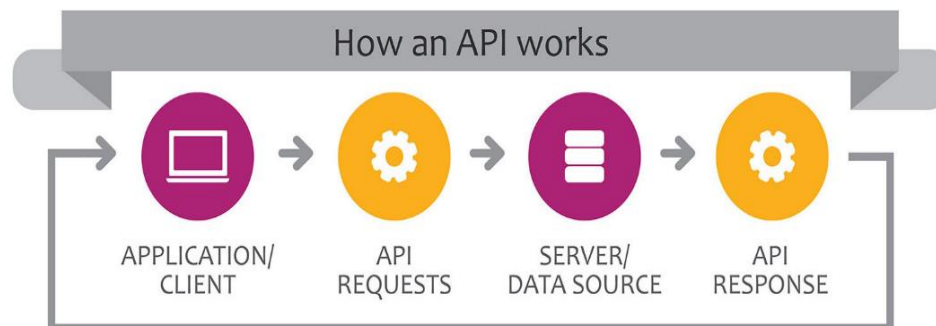 How an API works
APPLICATION/
CLIENT
API
REQUESTS
SERVER/
DATA SOURCE
API
RESPONSE